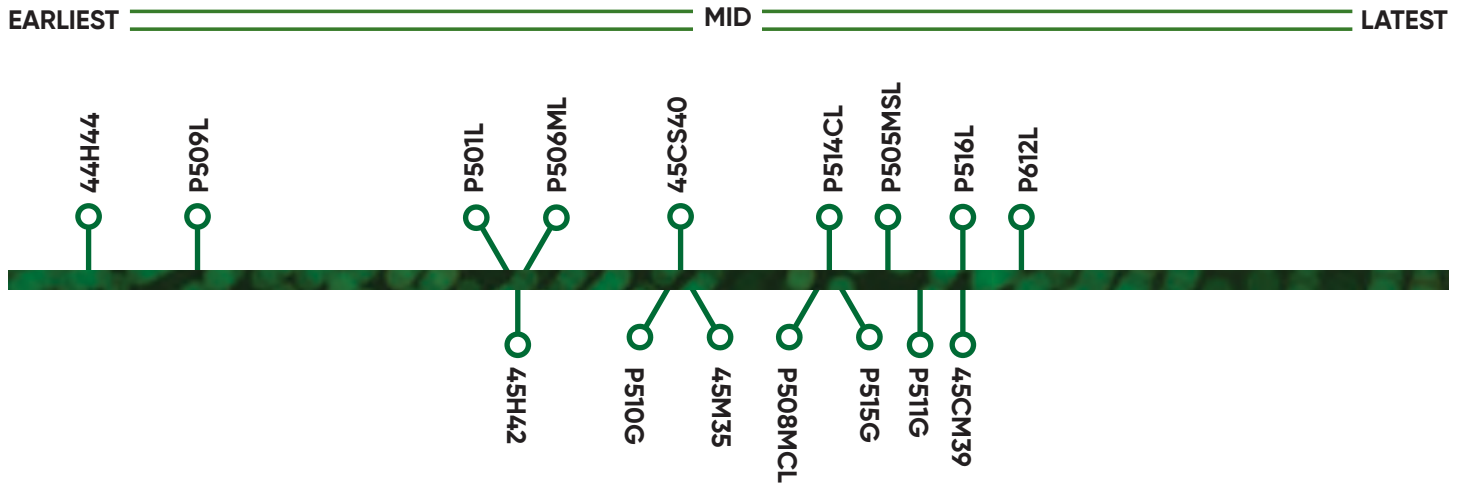 EARLIEST
MID
LATEST
44H44
P509L
P501L
P506ML
45CS40
P514CL
P505MSL
P516L
P612L
45H42
P510G
45M35
P508MCL
P515G
P511G
45CM39